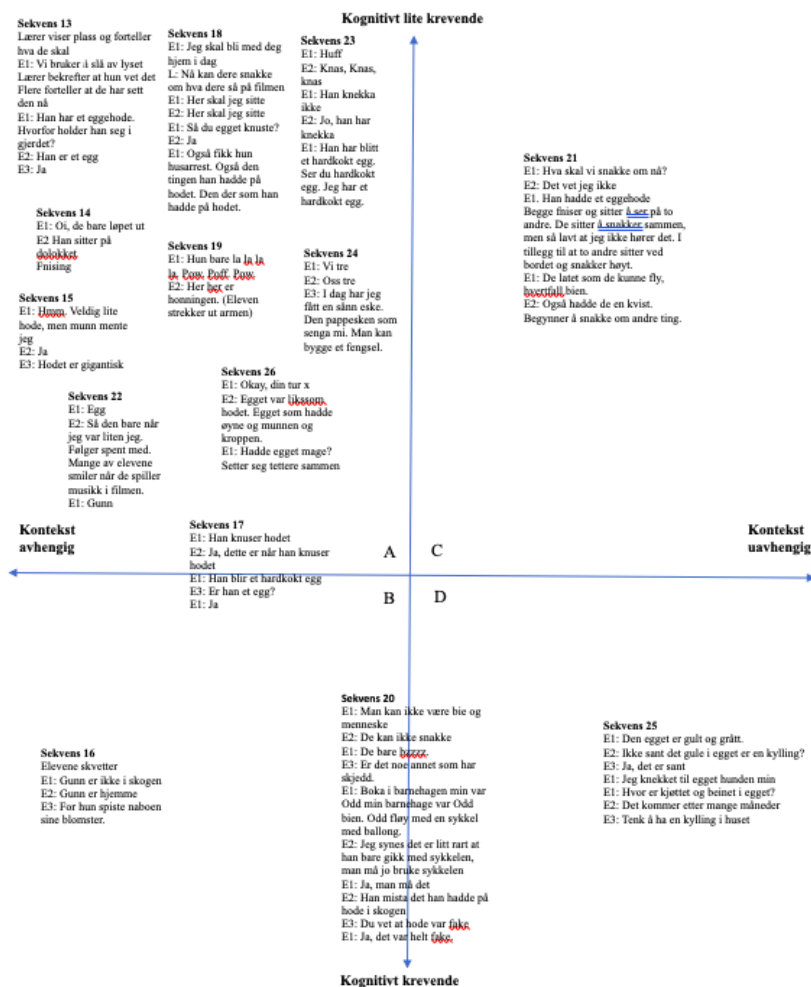 Kognitivt lite krevende
Sekvens 13
Lærer viser plass og forteller
hva de skal
E1: Vi bruker å slå av lyset
Lærer bekrefter at hun vet det
Flere forteller at de har sett
den nå
E1: Han har et eggehode.
Hvorfor holder han seg i
gjerdet?
E2: Han er et egg
E3: Ja
Sekvens 18
E1: Jeg skal bli med deg
hjem i dag
L: Nå kan dere snakke
om hva dere så på filmen
E1: Her skal jeg sitte
E2: Her skal jeg sitte
E1: Så du egget knuste?
E2: Ja
E1: Også fikk hun
husarrest. Også den
tingen han hadde på
hodet. Den der som han
hadde på hodet.
Sekvens 23
E1: Huff
E2: Knas, Knas,
knas
E1: Han knekka
ikke
E2: Jo, han har
knekka
E1: Han har blitt
et hardkokt egg.
Ser du hardkokt
egg. Jeg har et
hardkokt egg.
Sekvens 21
E1: Hva skal vi snakke om nå?
E2: Det vet jeg ikke
E1. Han hadde et eggehode
Begge fniser og sitter å ser på to
andre. De sitter å snakker sammen,
men så lavt at jeg ikke hører det. I
tillegg til at to andre sitter ved
bordet og snakker høyt.
E1: De latet som de kunne fly,
hvertfall bien.
E2: Også hadde de en kvist.
Begynner å snakke om andre ting.
Sekvens 14
E1: Oi, de bare løpet ut
E2 Han sitter på
dolokket
Fnising
Sekvens 19
E1: Hun bare la la la la
la. Pow. Poff. Pow.
E2: Her her er
honningen. (Eleven
strekker ut armen)
Sekvens 24
E1: Vi tre
E2: Oss tre
E3: I dag har jeg
fått en sånn eske.
Den pappesken som
senga mi. Man kan
bygge et fengsel.
Sekvens 15
E1: Hmm. Veldig lite
hode, men munn mente
jeg
E2: Ja
E3: Hodet er gigantisk
Sekvens 26
E1: Okay, din tur x
E2: Egget var likssom
hodet. Egget som hadde
øyne og munnen og
kroppen.
E1: Hadde egget mage?
Setter seg tettere sammen
Sekvens 22
E1: Egg
E2: Så den bare når
jeg var liten jeg.
Følger spent med.
Mange av elevene
smiler når de spiller
musikk i filmen.
E1: Gunn
Kontekst
avhengig
Sekvens 17
E1: Han knuser hodet
E2: Ja, dette er når han knuser
hodet
E1: Han blir et hardkokt egg
E3: Er han et egg?
E1: Ja
A
C
Kontekst
uavhengig
B
D
Sekvens 16
Elevene skvetter
E1: Gunn er ikke i skogen
E2: Gunn er hjemme
E3: For hun spiste naboen
sine blomster.
Sekvens 20
E1: Man kan ikke være bie og
menneske
E2: De kan ikke snakke
E1: De bare bzzzz.
E3: Er det noe annet som har
skjedd.
E1: Boka i barnehagen min var
Odd min barnehage var Odd
bien. Odd fløy med en sykkel
med ballong.
E2: Jeg synes det er litt rart at
han bare gikk med sykkelen,
man må jo bruke sykkelen
E1: Ja, man må det
E2: Han mista det han hadde på
hode i skogen
E3: Du vet at hode var fake
E1: Ja, det var helt fake.
Sekvens 25
E1: Den egget er gult og grått.
E2: Ikke sant det gule i egget er en kylling?
E3: Ja, det er sant
E1: Jeg knekket til egget hunden min
E1: Hvor er kjøttet og beinet i egget?
E2: Det kommer etter mange måneder
E3: Tenk å ha en kylling i huset
Kognitivt krevende